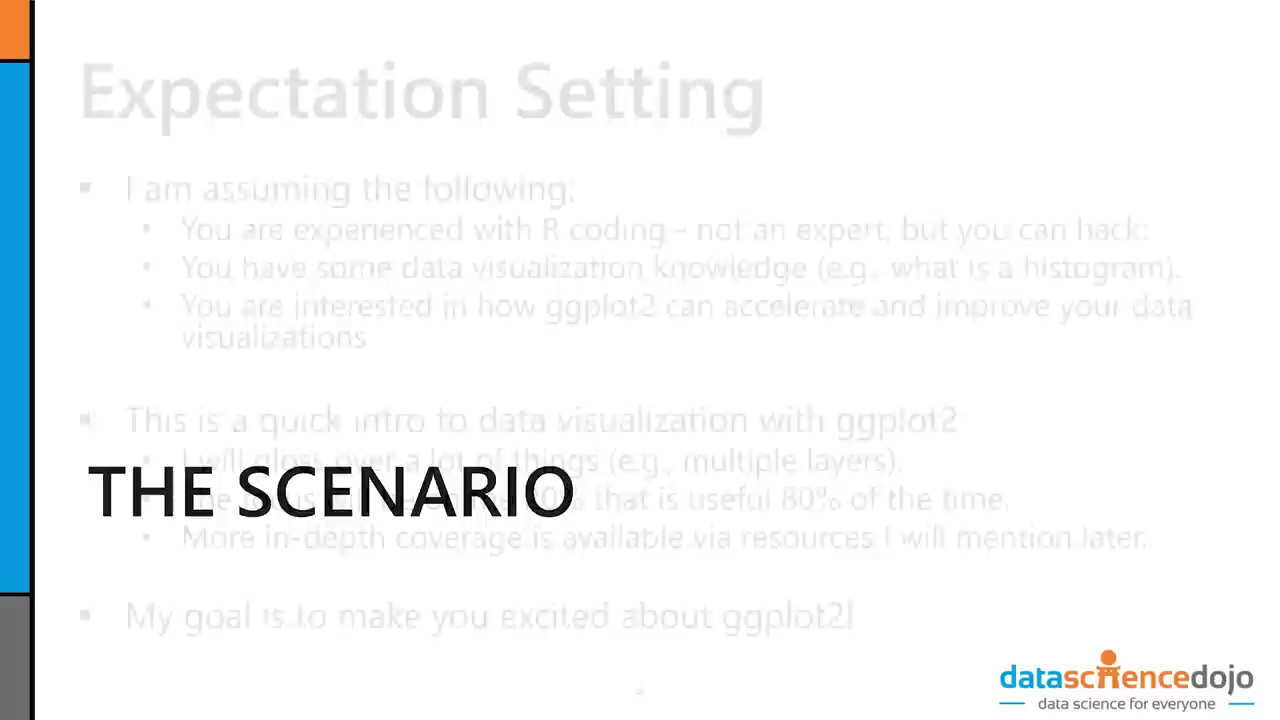 Expectation Setting
▪ I am assuming the following:
▪ You are experienced with R coding – not an expert, but you can hack.
▪ You have some data visualization knowledge (e.g., what is a histogram).
▪ You are interested in how ggplot2 can accelerate and improve your data
visualizations
▪ This is a quick intro to data visualization with ggplot2
▪ I will gloss over a lot of things (e.g., multiple layers).
THE SCENARIO
that is useful 80% of the time.
▪ More in-depth coverage is available via resources I will mention later.
▪ My goal is to make you excited about ggplot2!
datasciencedojo
data science for everyone